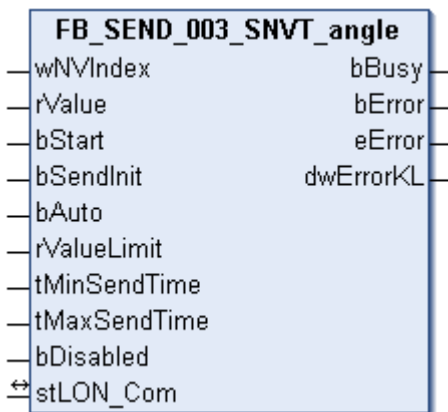 FB_SEND_003_SNVT_angle
wNVIndex bBusy
rValue bError
bStart eError
bSendInit dwErrorKL
bAuto
rValueLimit
tMinSendTime
tMaxSendTime
bDisabled
stLON_Com